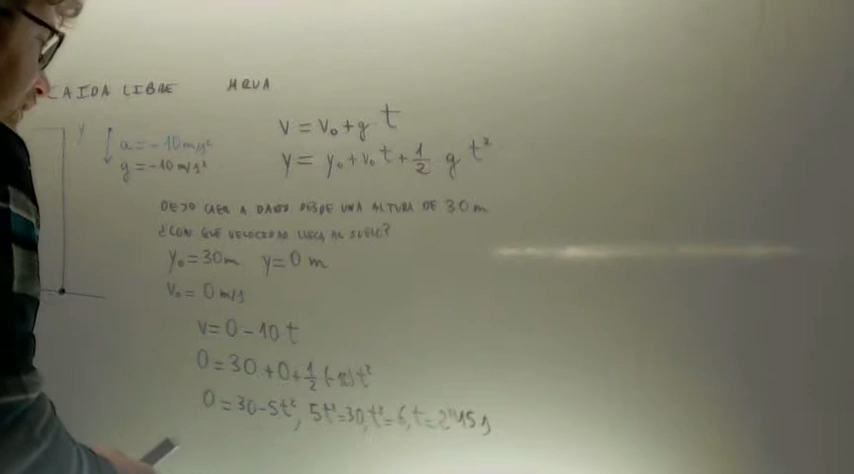 CAIDA LIBRE MRUA
Y
a = -10 m/s²
g = -10 m/s²
V = V₀ + g t
Y = Y₀ + V₀ t + 1/2 g t²
DEJO CAER A DESDE UNA ALTURA DE 30 m
¿CON QUE VELOCIDAD LLEGA AL SUELO?
Y₀ = 30 m Y = 0 m
V₀ = 0 m/s
V = 0 - 10 t
0 = 30 + 0 + 1/2 (-10) t²
0 = 30 - 5t², 5t² = 30, t² = 6, t = 2'45 s